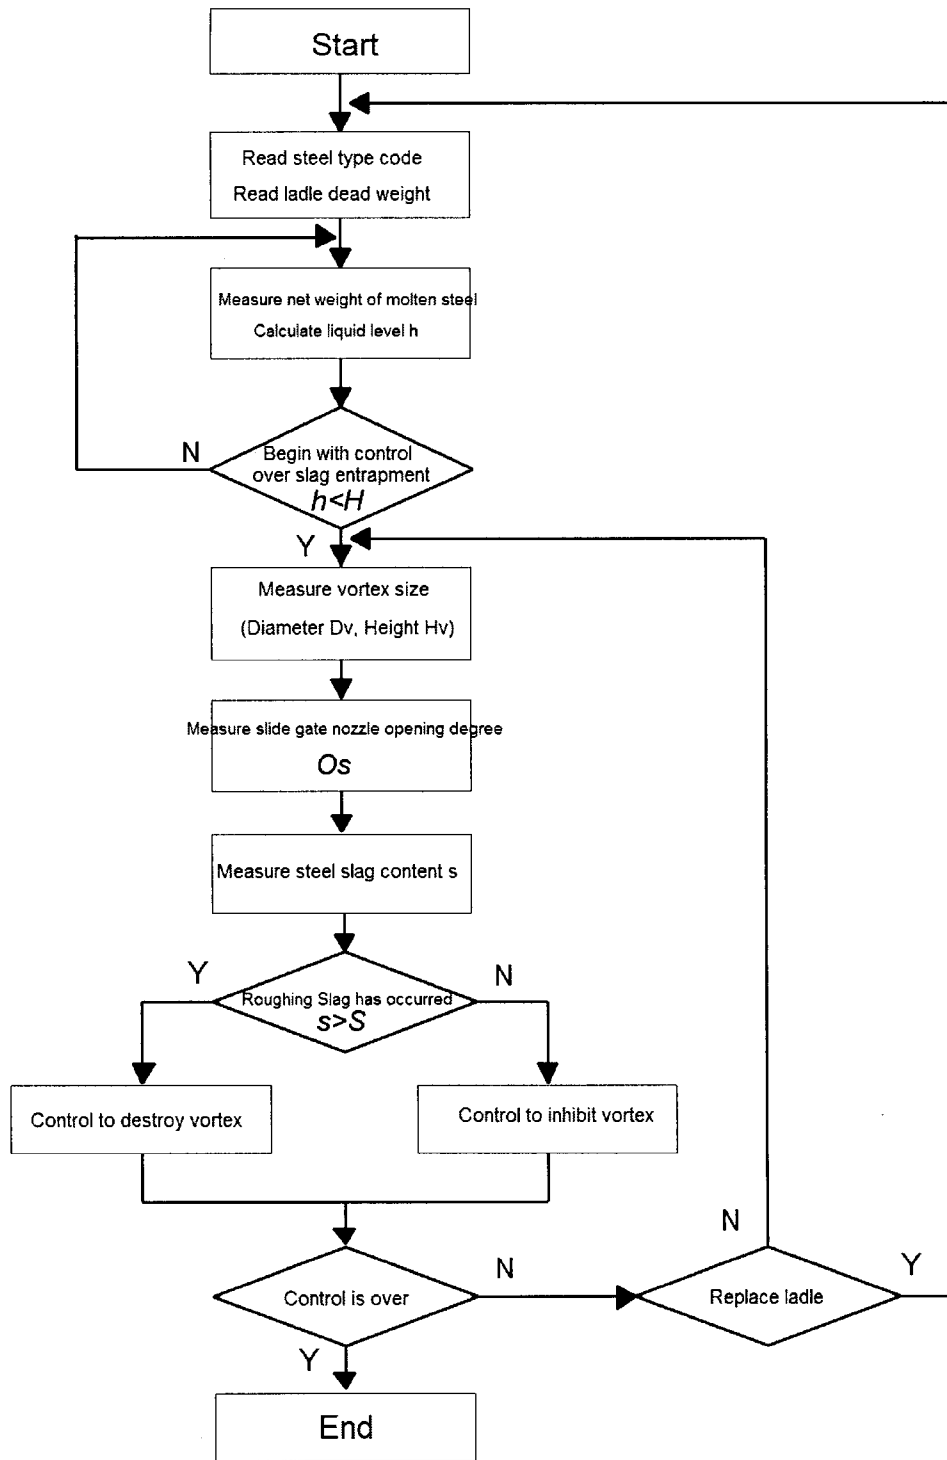 Start
Read steel type code
Read ladle dead weight
Measure net weight of molten steel
Calculate liquid level h
N
Begin with control
over slag entrapment
h<H
Y
Measure vortex size
(Diameter Dv, Height Hv)
Measure slide gate nozzle opening degree
Os
Measure steel slag content s
Y
N
Roughing Slag has occurred
s>S
Control to destroy vortex
Control to inhibit vortex
N
Y
N
Control is over
Replace ladle
Y
End